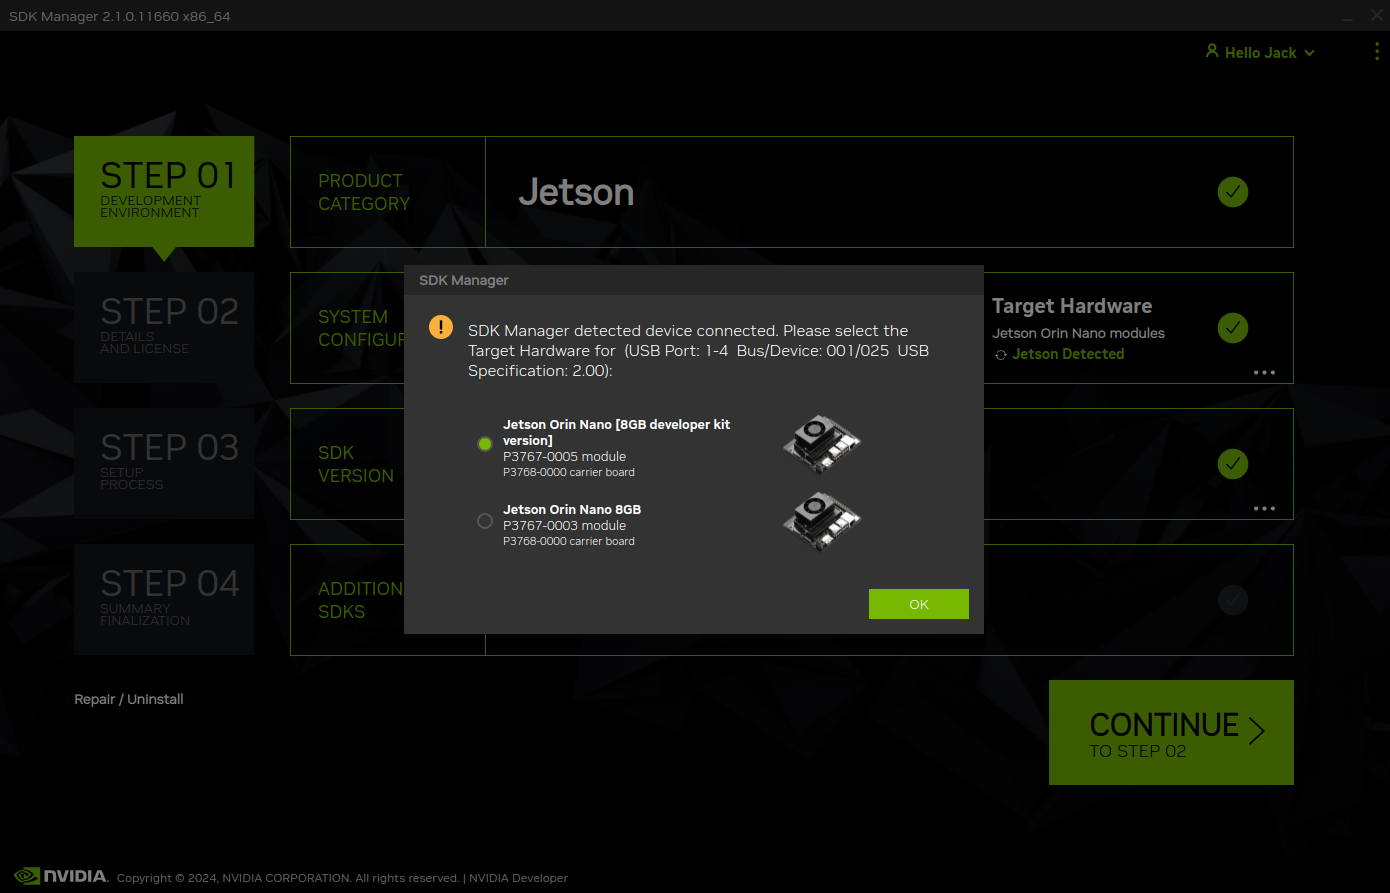 SDK Manager 2.1.0.11660 x86_64
Hello Jack
STEP 01
DEVELOPMENT
ENVIRONMENT
PRODUCT
CATEGORY
Jetson
STEP 02
DETAILS
AND LICENSE
SYSTEM
CONFIGUR
Target Hardware
Jetson Orin Nano modules
Jetson Detected
SDK Manager
SDK Manager detected device connected. Please select the
Target Hardware for (USB Port: 1-4 Bus/Device: 001/025 USB
Specification: 2.00):
Jetson Orin Nano [8GB developer kit
version]
P3767-0005 module
P3768-0000 carrier board
Jetson Orin Nano 8GB
P3767-0003 module
P3768-0000 carrier board
OK
STEP 03
SETUP
PROCESS
SDK
VERSION
STEP 04
SUMMARY
FINALIZATION
ADDITION
SDKS
Repair / Uninstall
CONTINUE
TO STEP 02
NVIDIA.
Copyright © 2024, NVIDIA CORPORATION. All rights reserved. | NVIDIA Developer